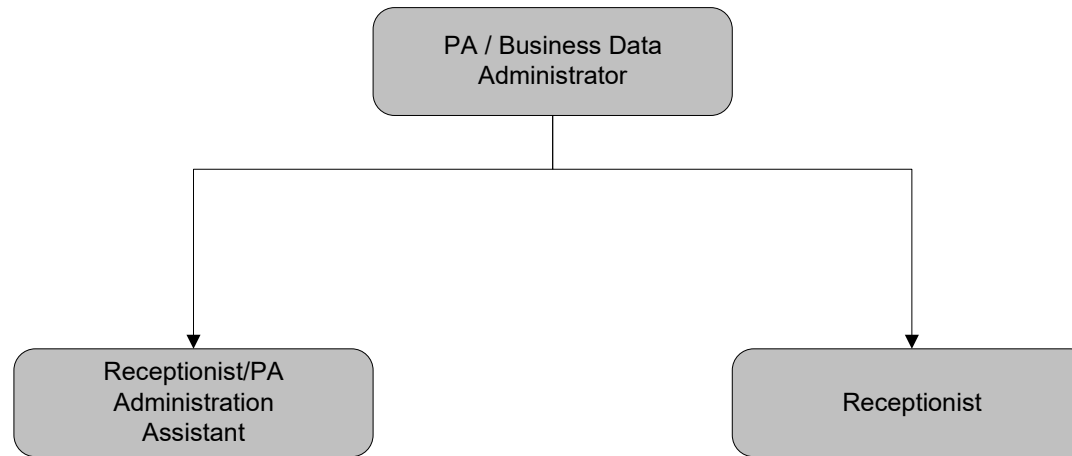 PA / Business Data
Administrator
Receptionist/PA
Administration
Assistant
Receptionist